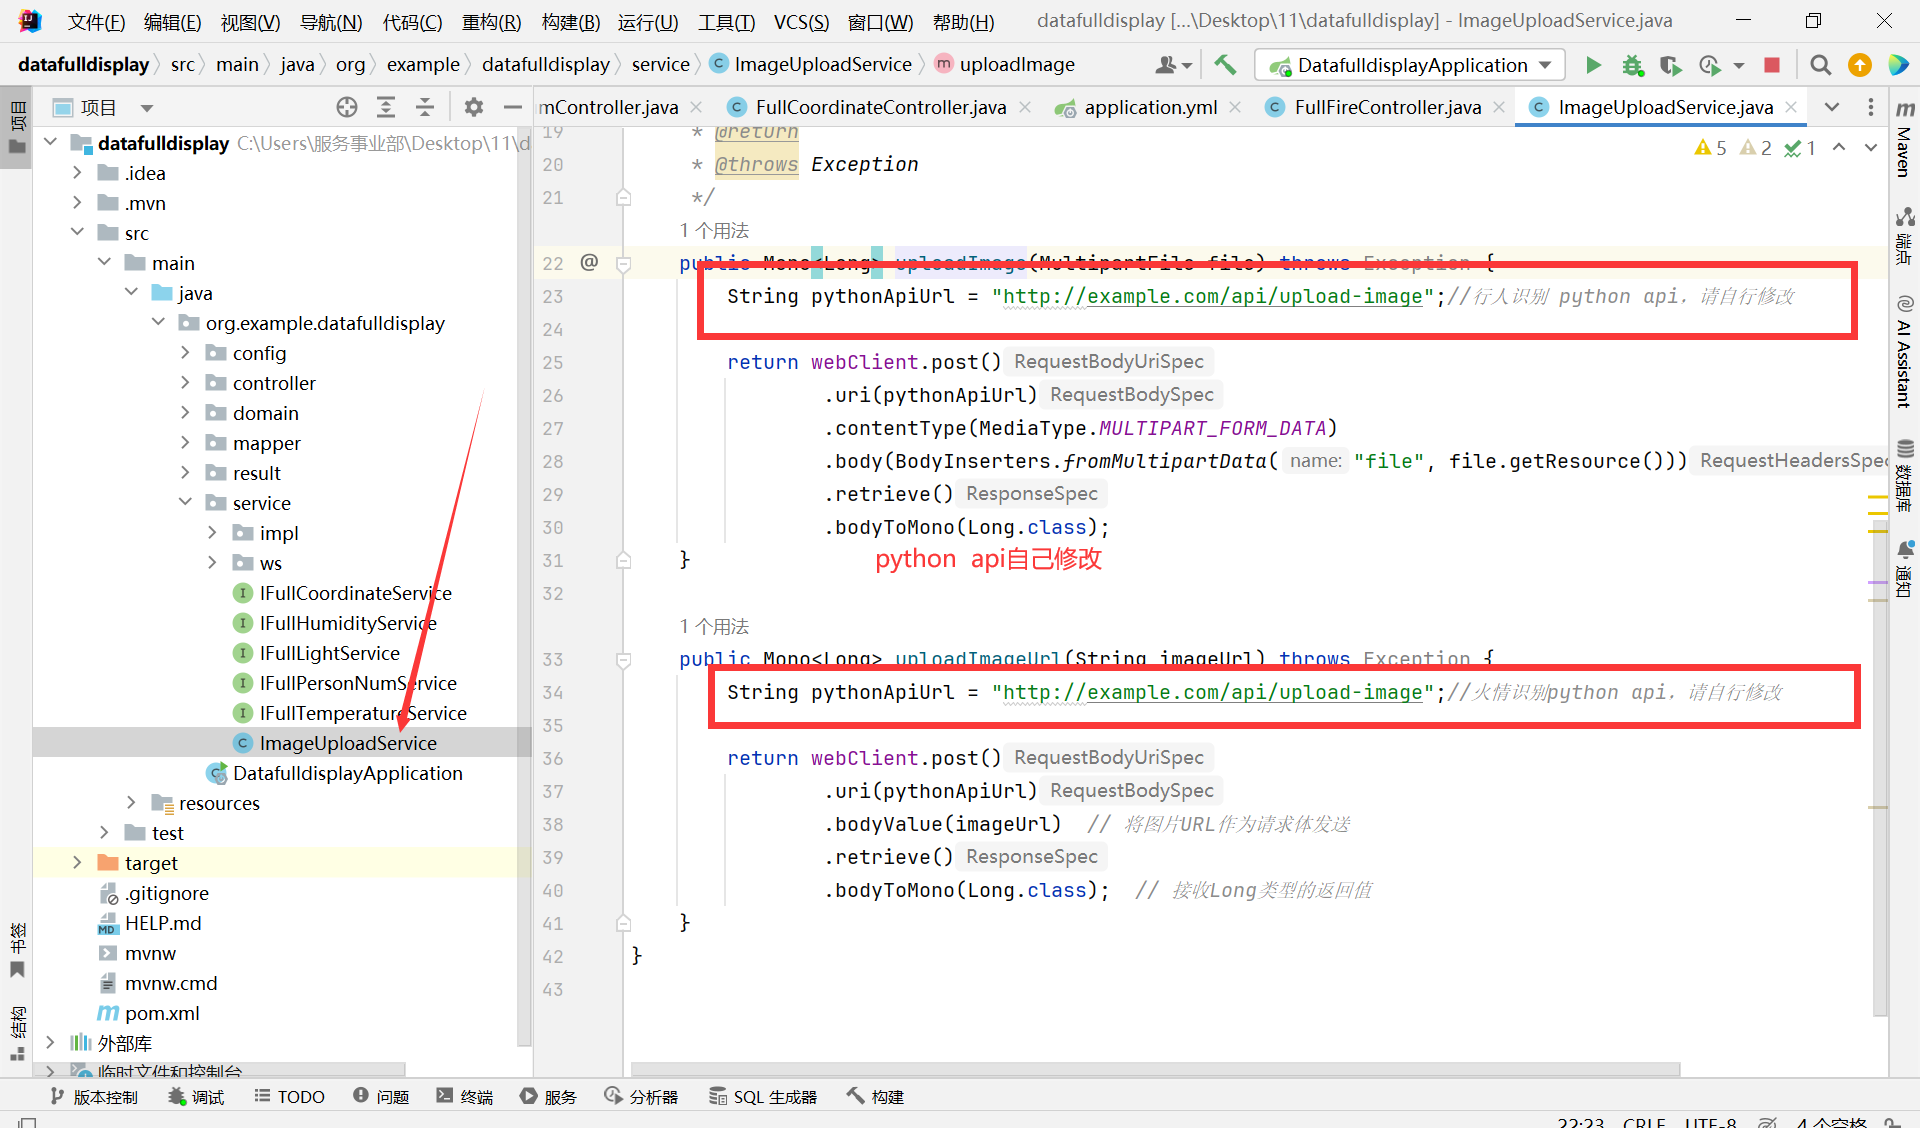 文件(F) 编辑(E) 视图(V) 导航(N) 代码(C) 重构(R) 构建(B) 运行(U) 工具(T) VCS(S) 窗口(W) 帮助(H) datafulldisplay [...\Desktop\11\datafulldisplay] - ImageUploadService.java
datafulldisplay src main java org example datafulldisplay service ImageUploadService uploadImage DatafulldisplayApplication
项目 mController.java FullCoordinateController.java application.yml FullFireController.java ImageUploadService.java
项目
datafulldisplay C:\Users\服务事业部\Desktop\11\d
.idea
.mvn
src
main
java
org.example.datafulldisplay
config
controller
domain
mapper
result
service
impl
ws
IFullCoordinateService
IFullHumidityService
IFullLightService
IFullPersonNumService
IFullTemperatureService
ImageUploadService
DatafulldisplayApplication
resources
test
target
.gitignore
HELP.md
mvnw
mvnw.cmd
pom.xml
外部库
临时文件和控制台
书签
结构
5 2 1
19 * @return
20 * @throws Exception
21 */
1 个用法
22 @ public Mono<Long> uploadImage(MultipartFile file) throws Exception {
23 String pythonApiUrl = "http://example.com/api/upload-image";//行人识别 python api，请自行修改
24
25 return webClient.post() RequestBodyUriSpec
26 .uri(pythonApiUrl) RequestBodySpec
27 .contentType(MediaType.MULTIPART_FORM_DATA)
28 .body(BodyInserters.fromMultipartData( name: "file", file.getResource())) RequestHeadersSpec
29 .retrieve() ResponseSpec
30 .bodyToMono(Long.class);
31 }
python api自己修改
32
1 个用法
33 public Mono<Long> uploadImageUrl(String imageUrl) throws Exception {
34 String pythonApiUrl = "http://example.com/api/upload-image";//火情识别python api，请自行修改
35
36 return webClient.post() RequestBodyUriSpec
37 .uri(pythonApiUrl) RequestBodySpec
38 .bodyValue(imageUrl) // 将图片URL作为请求体发送
39 .retrieve() ResponseSpec
40 .bodyToMono(Long.class); // 接收Long类型的返回值
41 }
42 }
43
Maven
端点
AI Assistant
数据库
通知
版本控制 调试 TODO 问题 终端 服务 分析器 SQL 生成器 构建
22:23 CRLF UTF-8 4 个空格